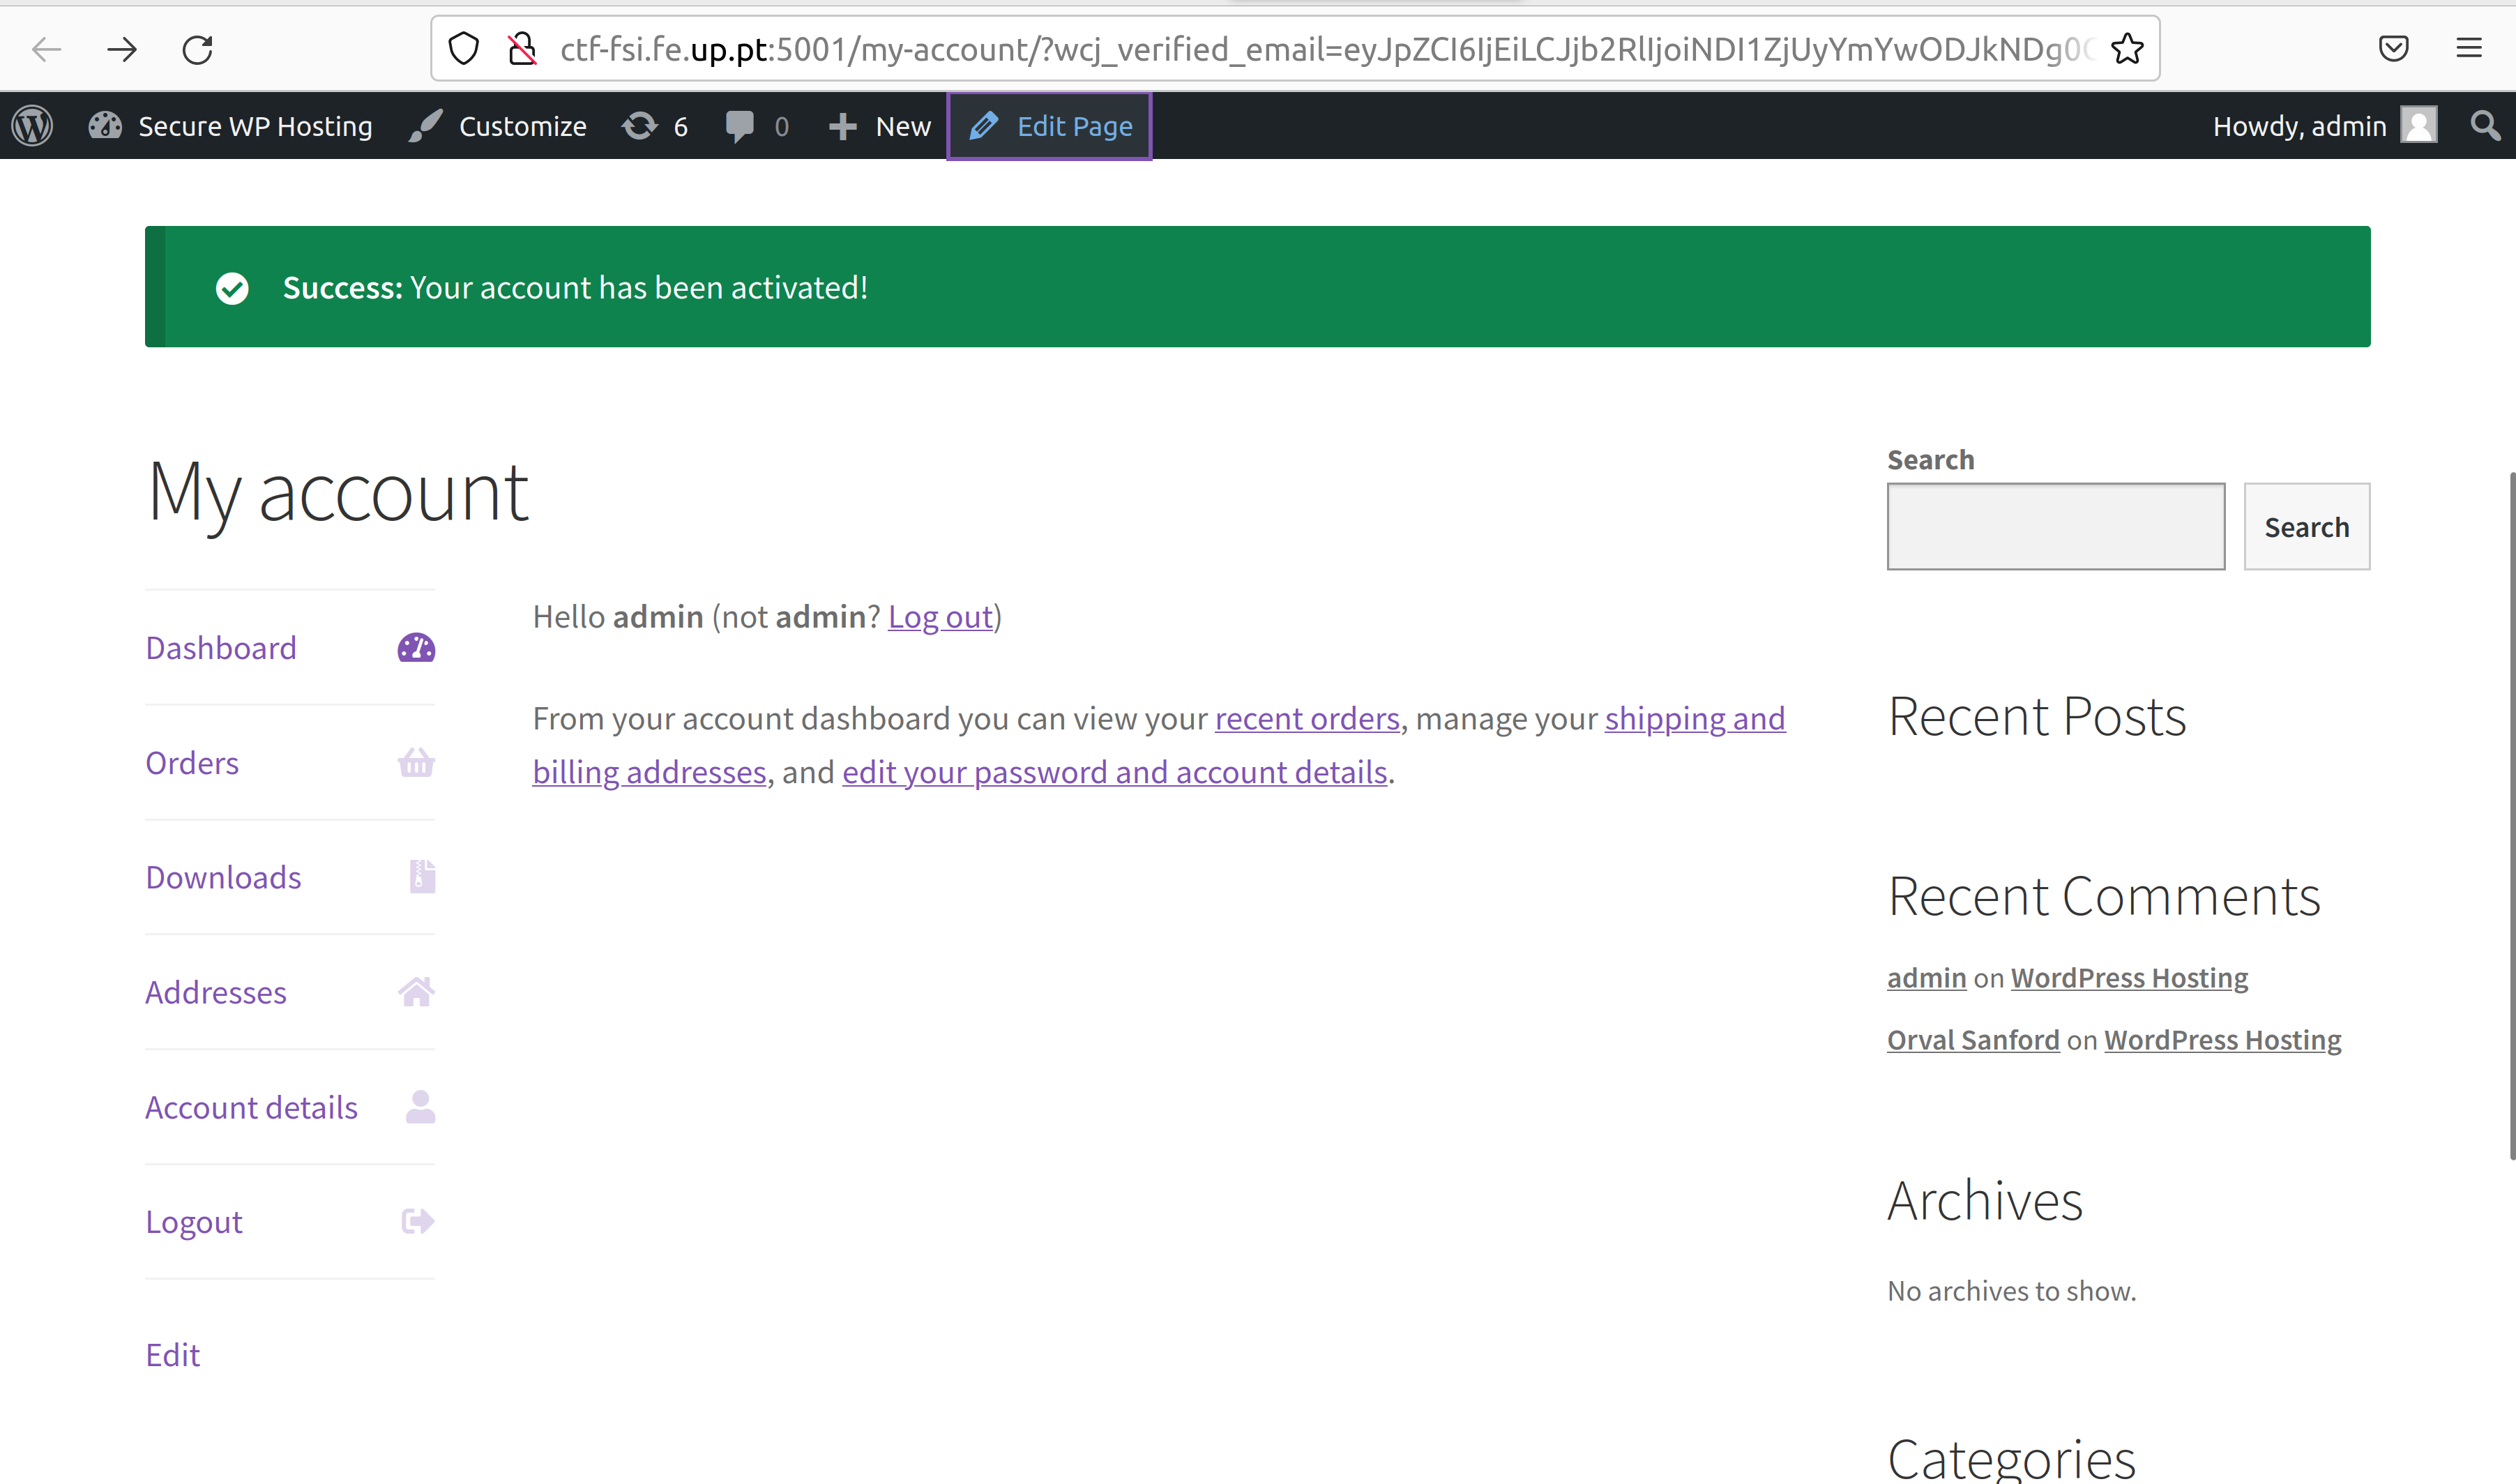 ctf-fsi.fe.up.pt:5001/my-account/?wcj_verified_email=eyJpZCI6IjEiLCJjb2RlIjoiNDI1ZjUyYmYwODJkNDg0
Secure WP Hosting Customize 6 0 New Edit Page Howdy, admin
Success: Your account has been activated!
My account
Dashboard
Orders
Downloads
Addresses
Account details
Logout
Edit
Hello admin (not admin? Log out)
From your account dashboard you can view your recent orders, manage your shipping and
billing addresses, and edit your password and account details.
Search
Search
Recent Posts
Recent Comments
admin on WordPress Hosting
Orval Sanford on WordPress Hosting
Archives
No archives to show.
Categories